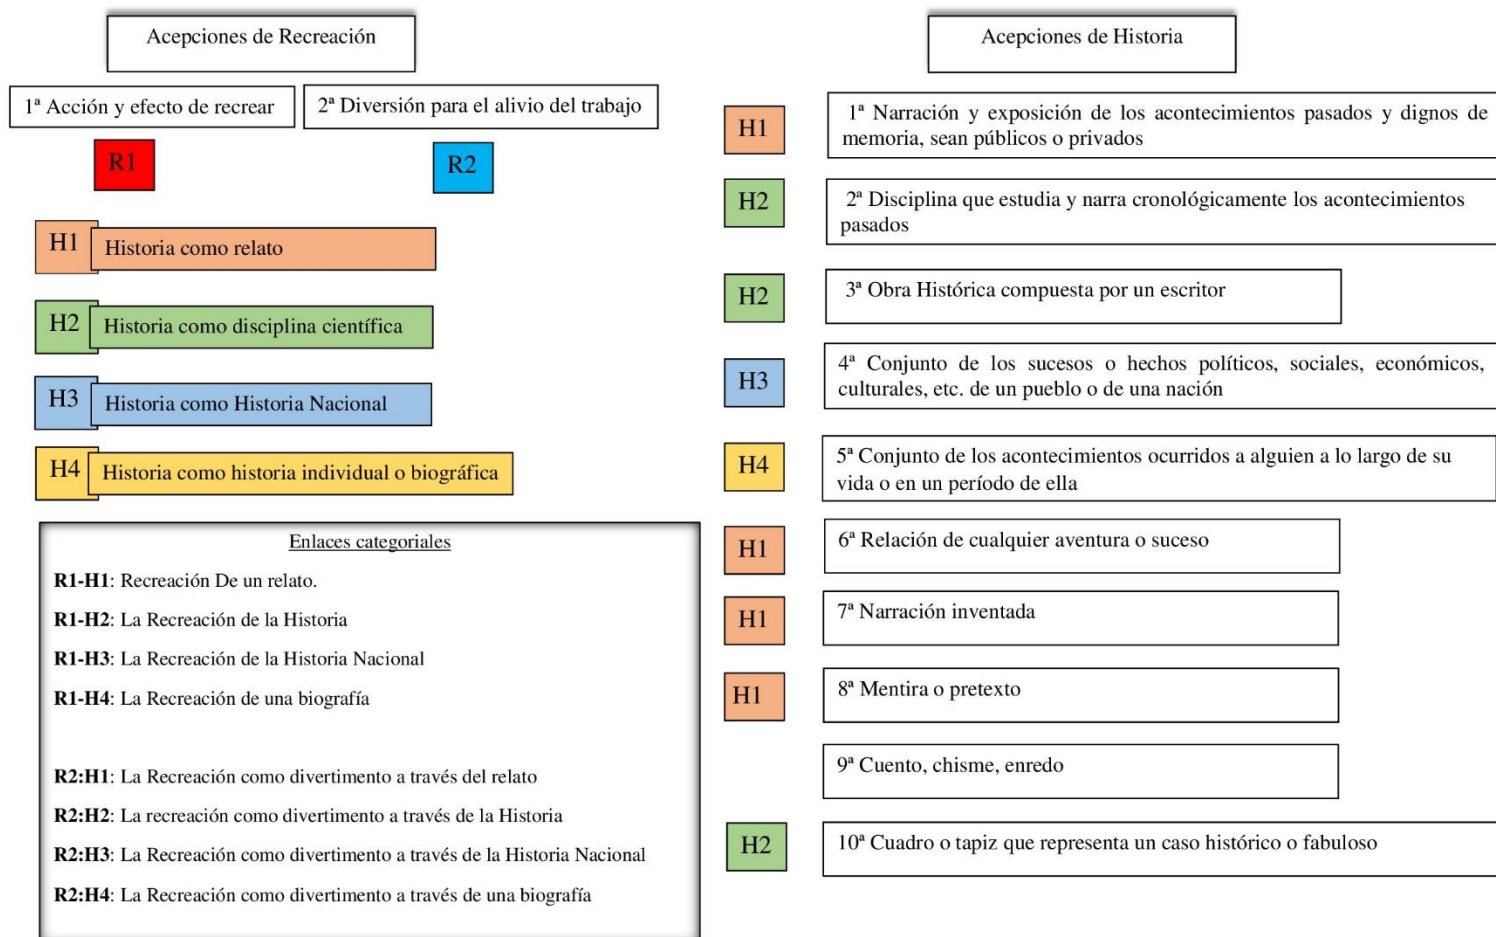 Acepciones de Recreación
1ª Acción y efecto de recrear
2ª Diversión para el alivio del trabajo
R1
R2
H1
Historia como relato
H2
Historia como disciplina científica
H3
Historia como Historia Nacional
H4
Historia como historia individual o biográfica
Enlaces categoriales
R1-H1: Recreación De un relato.
R1-H2: La Recreación de la Historia
R1-H3: La Recreación de la Historia Nacional
R1-H4: La Recreación de una biografía
R2:H1: La Recreación como divertimento a través del relato
R2:H2: La recreación como divertimento a través de la Historia
R2:H3: La Recreación como divertimento a través de la Historia Nacional
R2:H4: La Recreación como divertimento a través de una biografía
Acepciones de Historia
H1
1ª Narración y exposición de los acontecimientos pasados y dignos de
memoria, sean públicos o privados
H2
2ª Disciplina que estudia y narra cronológicamente los acontecimientos
pasados
H2
3ª Obra Histórica compuesta por un escritor
H3
4ª Conjunto de los sucesos o hechos políticos, sociales, económicos,
culturales, etc. de un pueblo o de una nación
H4
5ª Conjunto de los acontecimientos ocurridos a alguien a lo largo de su
vida o en un período de ella
H1
6ª Relación de cualquier aventura o suceso
H1
7ª Narración inventada
H1
8ª Mentira o pretexto
9ª Cuento, chisme, enredo
H2
10ª Cuadro o tapiz que representa un caso histórico o fabuloso